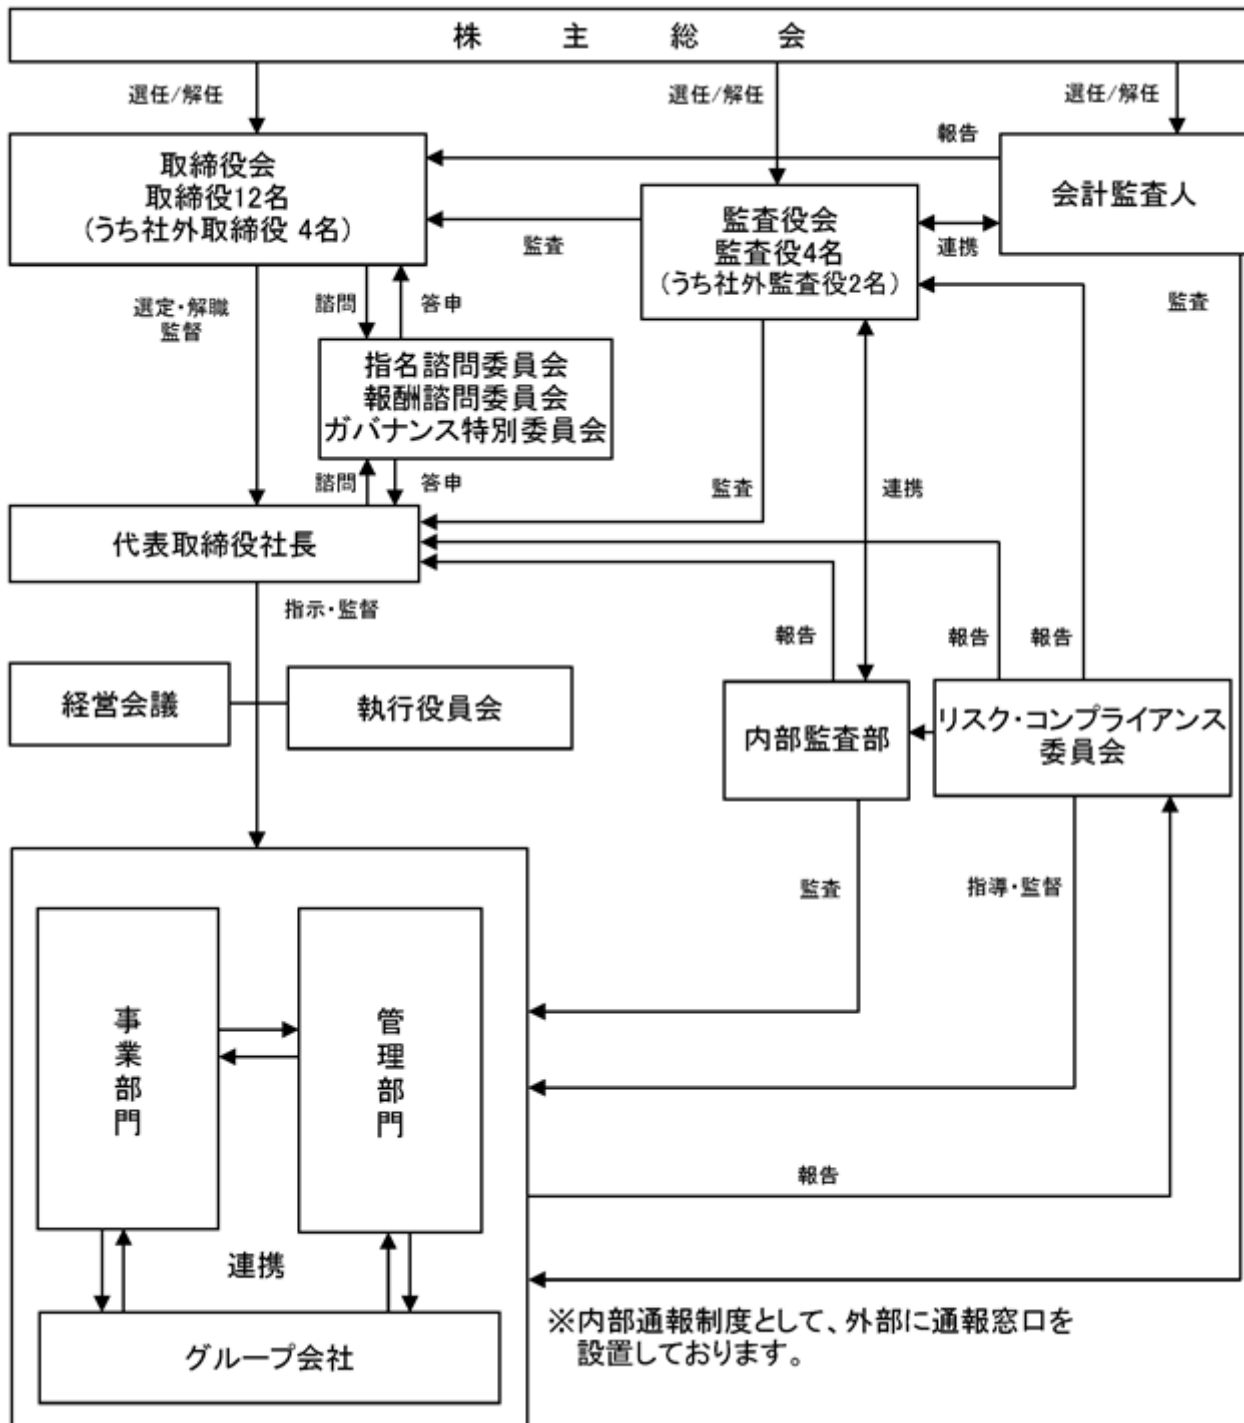 株主総会
選任/解任
選任/解任
選任/解任
取締役会
取締役12名
(うち社外取締役 4名)
報告
会計監査人
監査役会
監査役4名
(うち社外監査役2名)
監査
連携
監査
選定・解職
監督
諮問
答申
指名諮問委員会
報酬諮問委員会
ガバナンス特別委員会
諮問
答申
監査
連携
代表取締役社長
指示・監督
報告
報告
報告
経営会議
執行役員会
内部監査部
リスク・コンプライアンス
委員会
監査
指導・監督
事業部門
管理部門
報告
連携
グループ会社
※内部通報制度として、外部に通報窓口を
設置しております。